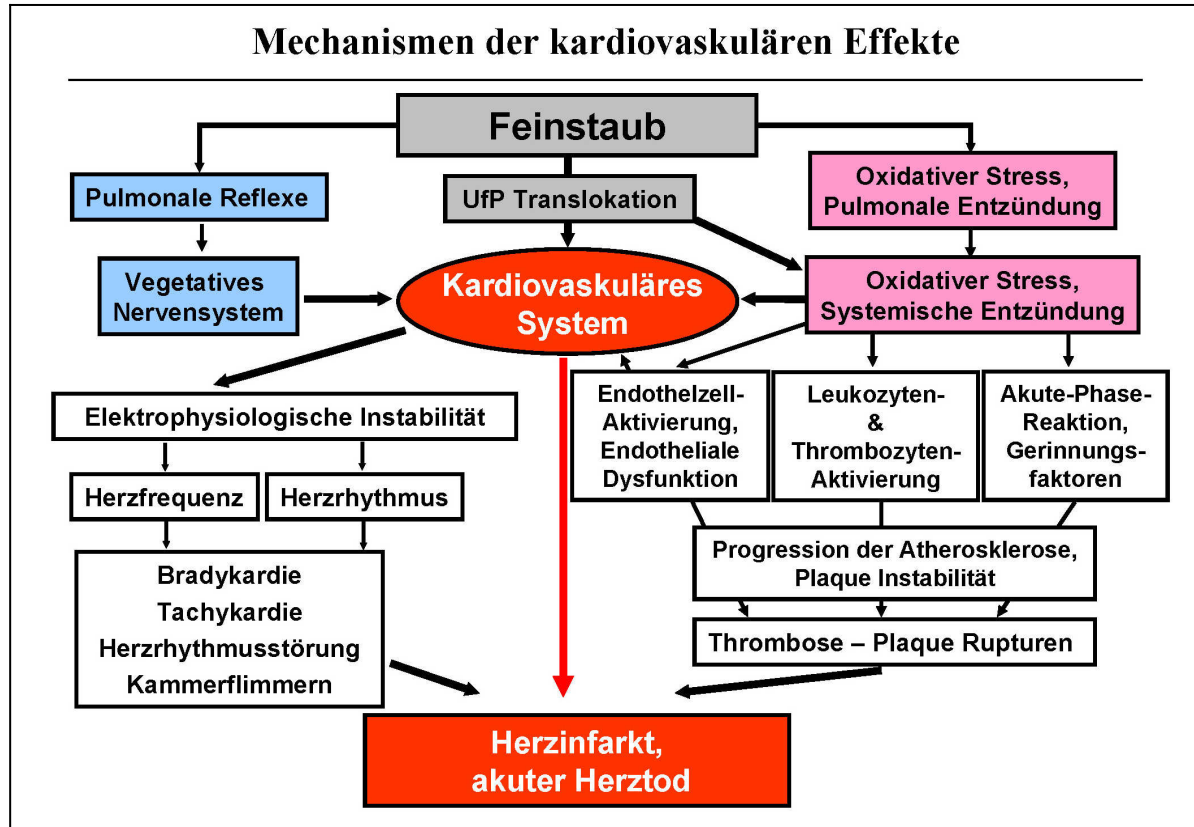 Mechanismen der kardiovaskulären Effekte
Feinstaub
Pulmonale Reflexe
UfP Translokation
Oxidativer Stress,
Pulmonale Entzündung
Vegetatives
Nervensystem
Kardiovaskuläres
System
Oxidativer Stress,
Systemische Entzündung
Elektrophysiologische Instabilität
Herzfrequenz
Herzrhythmus
Endothelzell-
Aktivierung,
Endotheliale
Dysfunktion
Leukozyten-
&
Thrombozyten-
Aktivierung
Akute-Phase-
Reaktion,
Gerinnungs-
faktoren
Bradykardie
Tachykardie
Herzrhythmusstörung
Kammerflimmern
Progression der Atherosklerose,
Plaque Instabilität
Thrombose – Plaque Rupturen
Herzinfarkt,
akuter Herztod